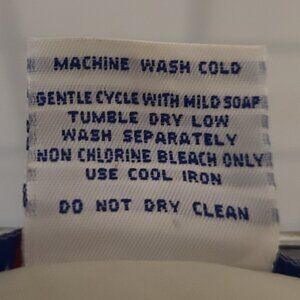 MACHINE WASH COLD
GENTLE CYCLE WITH MILD SOAP
TUMBLE DRY LOW
WASH SEPARATELY
NON CHLORINE BLEACH ONLY
USE COOL IRON
DO NOT DRY CLEAN